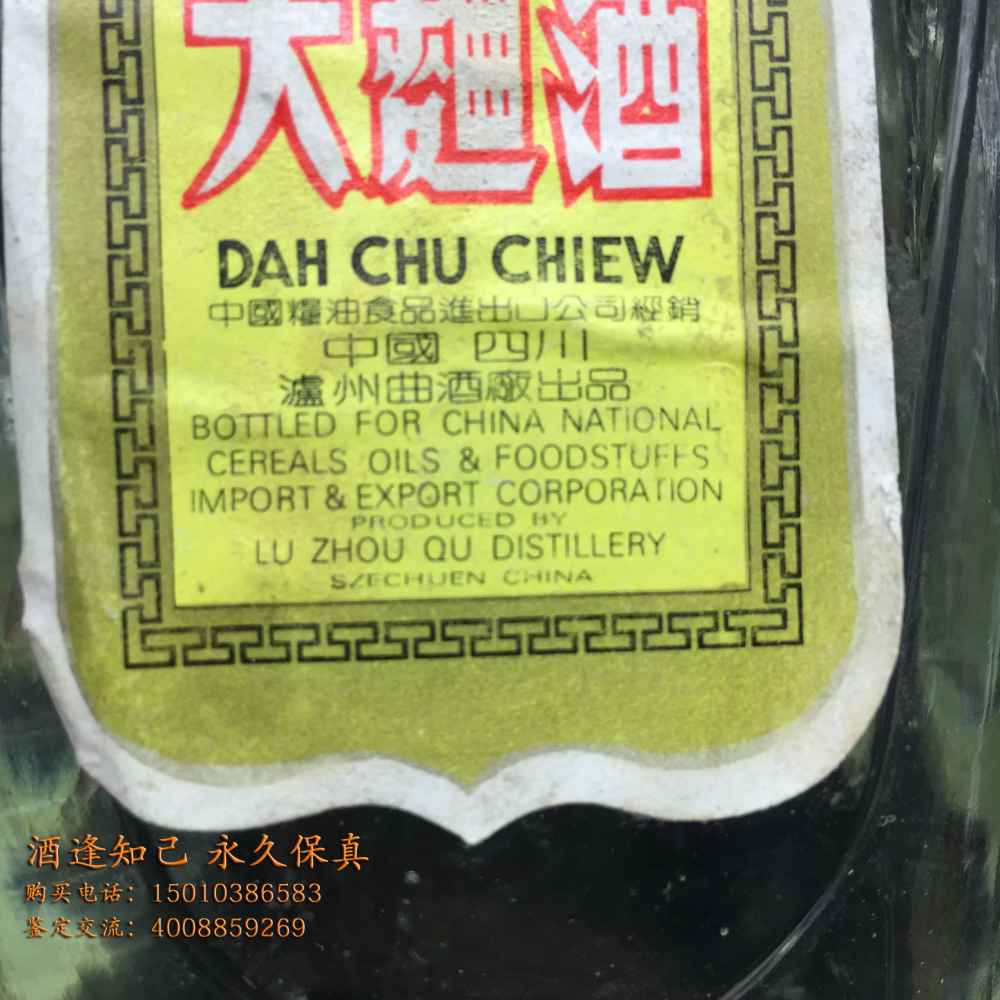 大麯酒
DAH CHU CHIEW
中國糧油食品進出口公司經銷
中國 四川
瀘州曲酒廠出品
BOTTLED FOR CHINA NATIONAL
CEREALS OILS & FOODSTUFFS
IMPORT & EXPORT CORPORATION
PRODUCED BY
LU ZHOU QU DISTILLERY
SZECHUEN CHINA
酒逢知己 永久保真
购买电话：15010386583
鉴定交流：4008859269